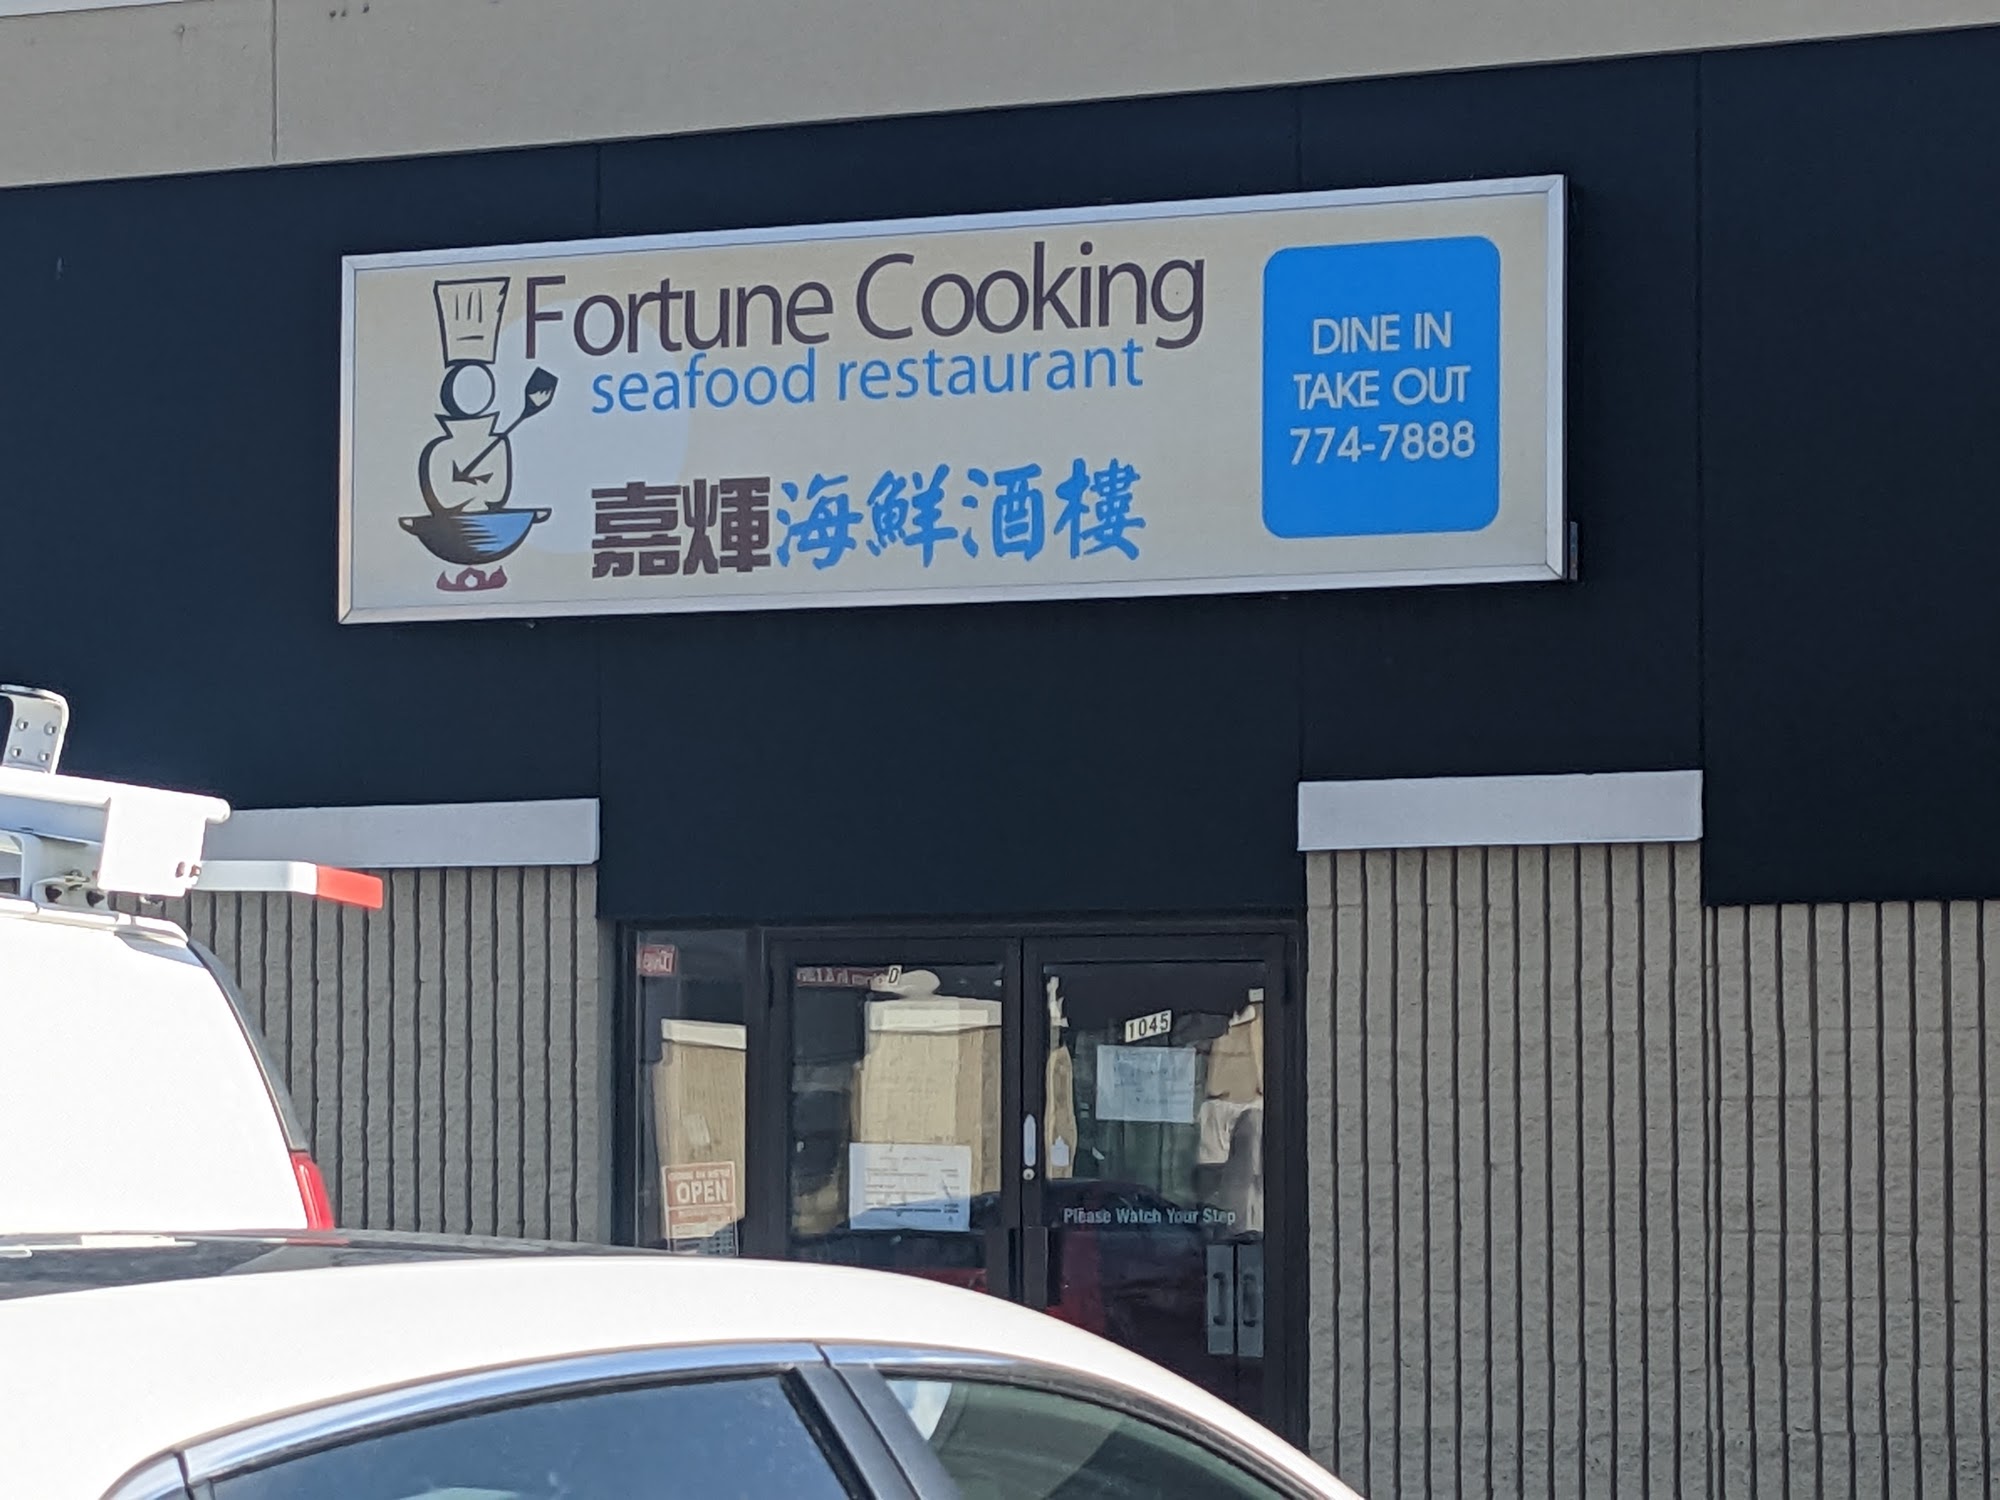 Fortune Cooking
seafood restaurant
嘉輝海鮮酒樓
DINE IN
TAKE OUT
774-7888
D
1045
OPEN
Please Watch Your Step